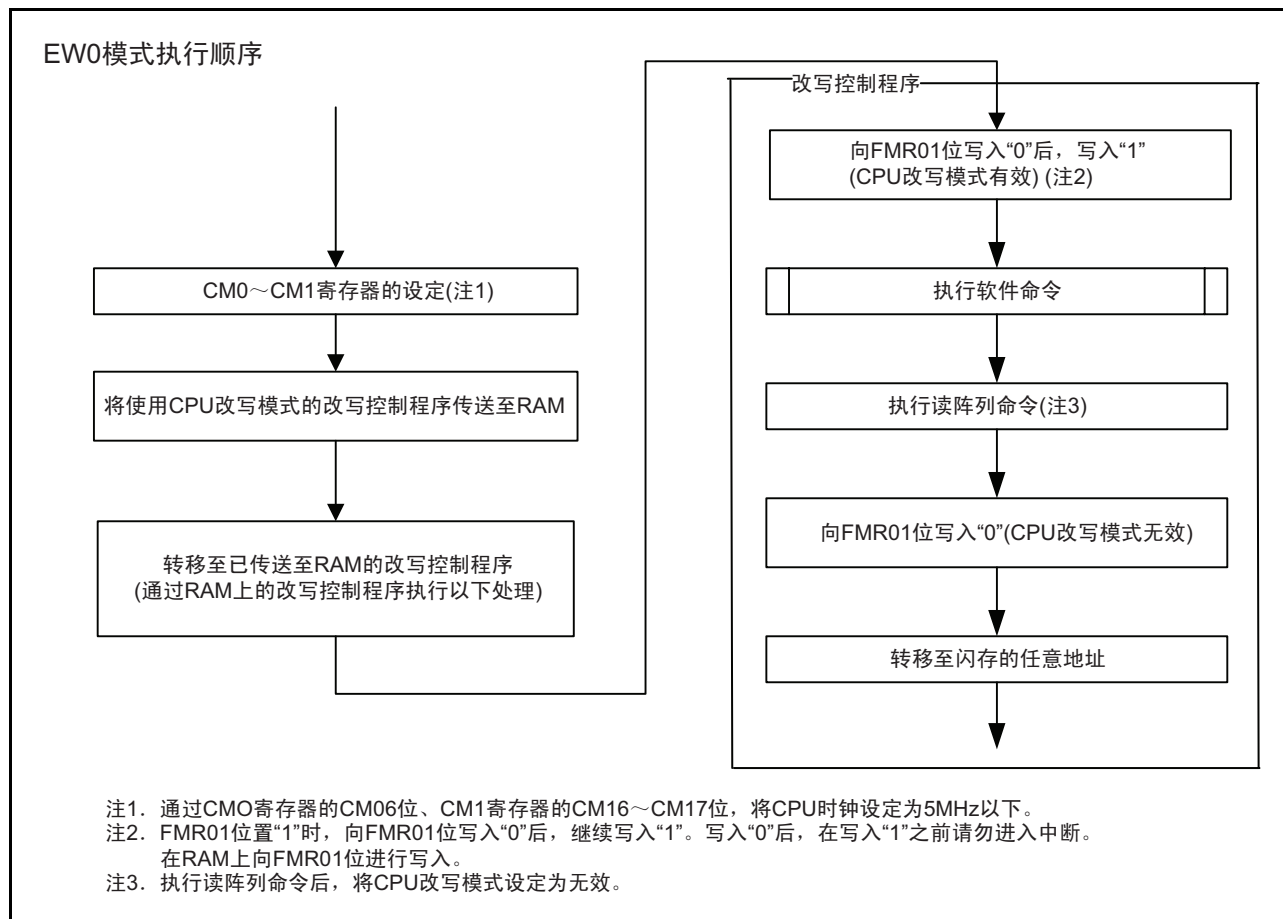 EW0模式执行顺序
CM0～CM1寄存器的设定(注1)
将使用CPU改写模式的改写控制程序传送至RAM
转移至已传送至RAM的改写控制程序
(通过RAM上的改写控制程序执行以下处理)
改写控制程序
向FMR01位写入“0”后，写入“1”
(CPU改写模式有效) (注2)
执行软件命令
执行读阵列命令(注3)
向FMR01位写入“0”(CPU改写模式无效)
转移至闪存的任意地址
注1．通过CMO寄存器的CM06位、CM1寄存器的CM16～CM17位，将CPU时钟设定为5MHz以下。
注2．FMR01位置“1”时，向FMR01位写入“0”后，继续写入“1”。写入“0”后，在写入“1”之前请勿进入中断。
在RAM上向FMR01位进行写入。
注3．执行读阵列命令后，将CPU改写模式设定为无效。